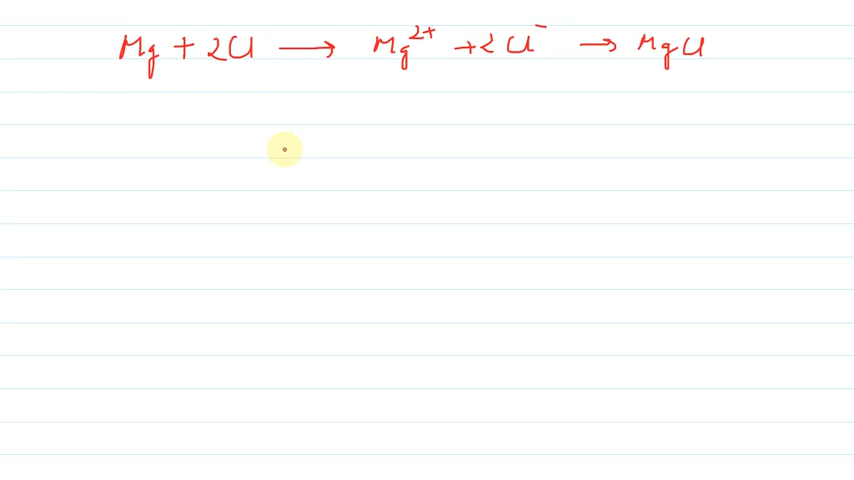 Mg + 2Cl ⟶ Mg²⁺ + 2Cl⁻ → MgCl